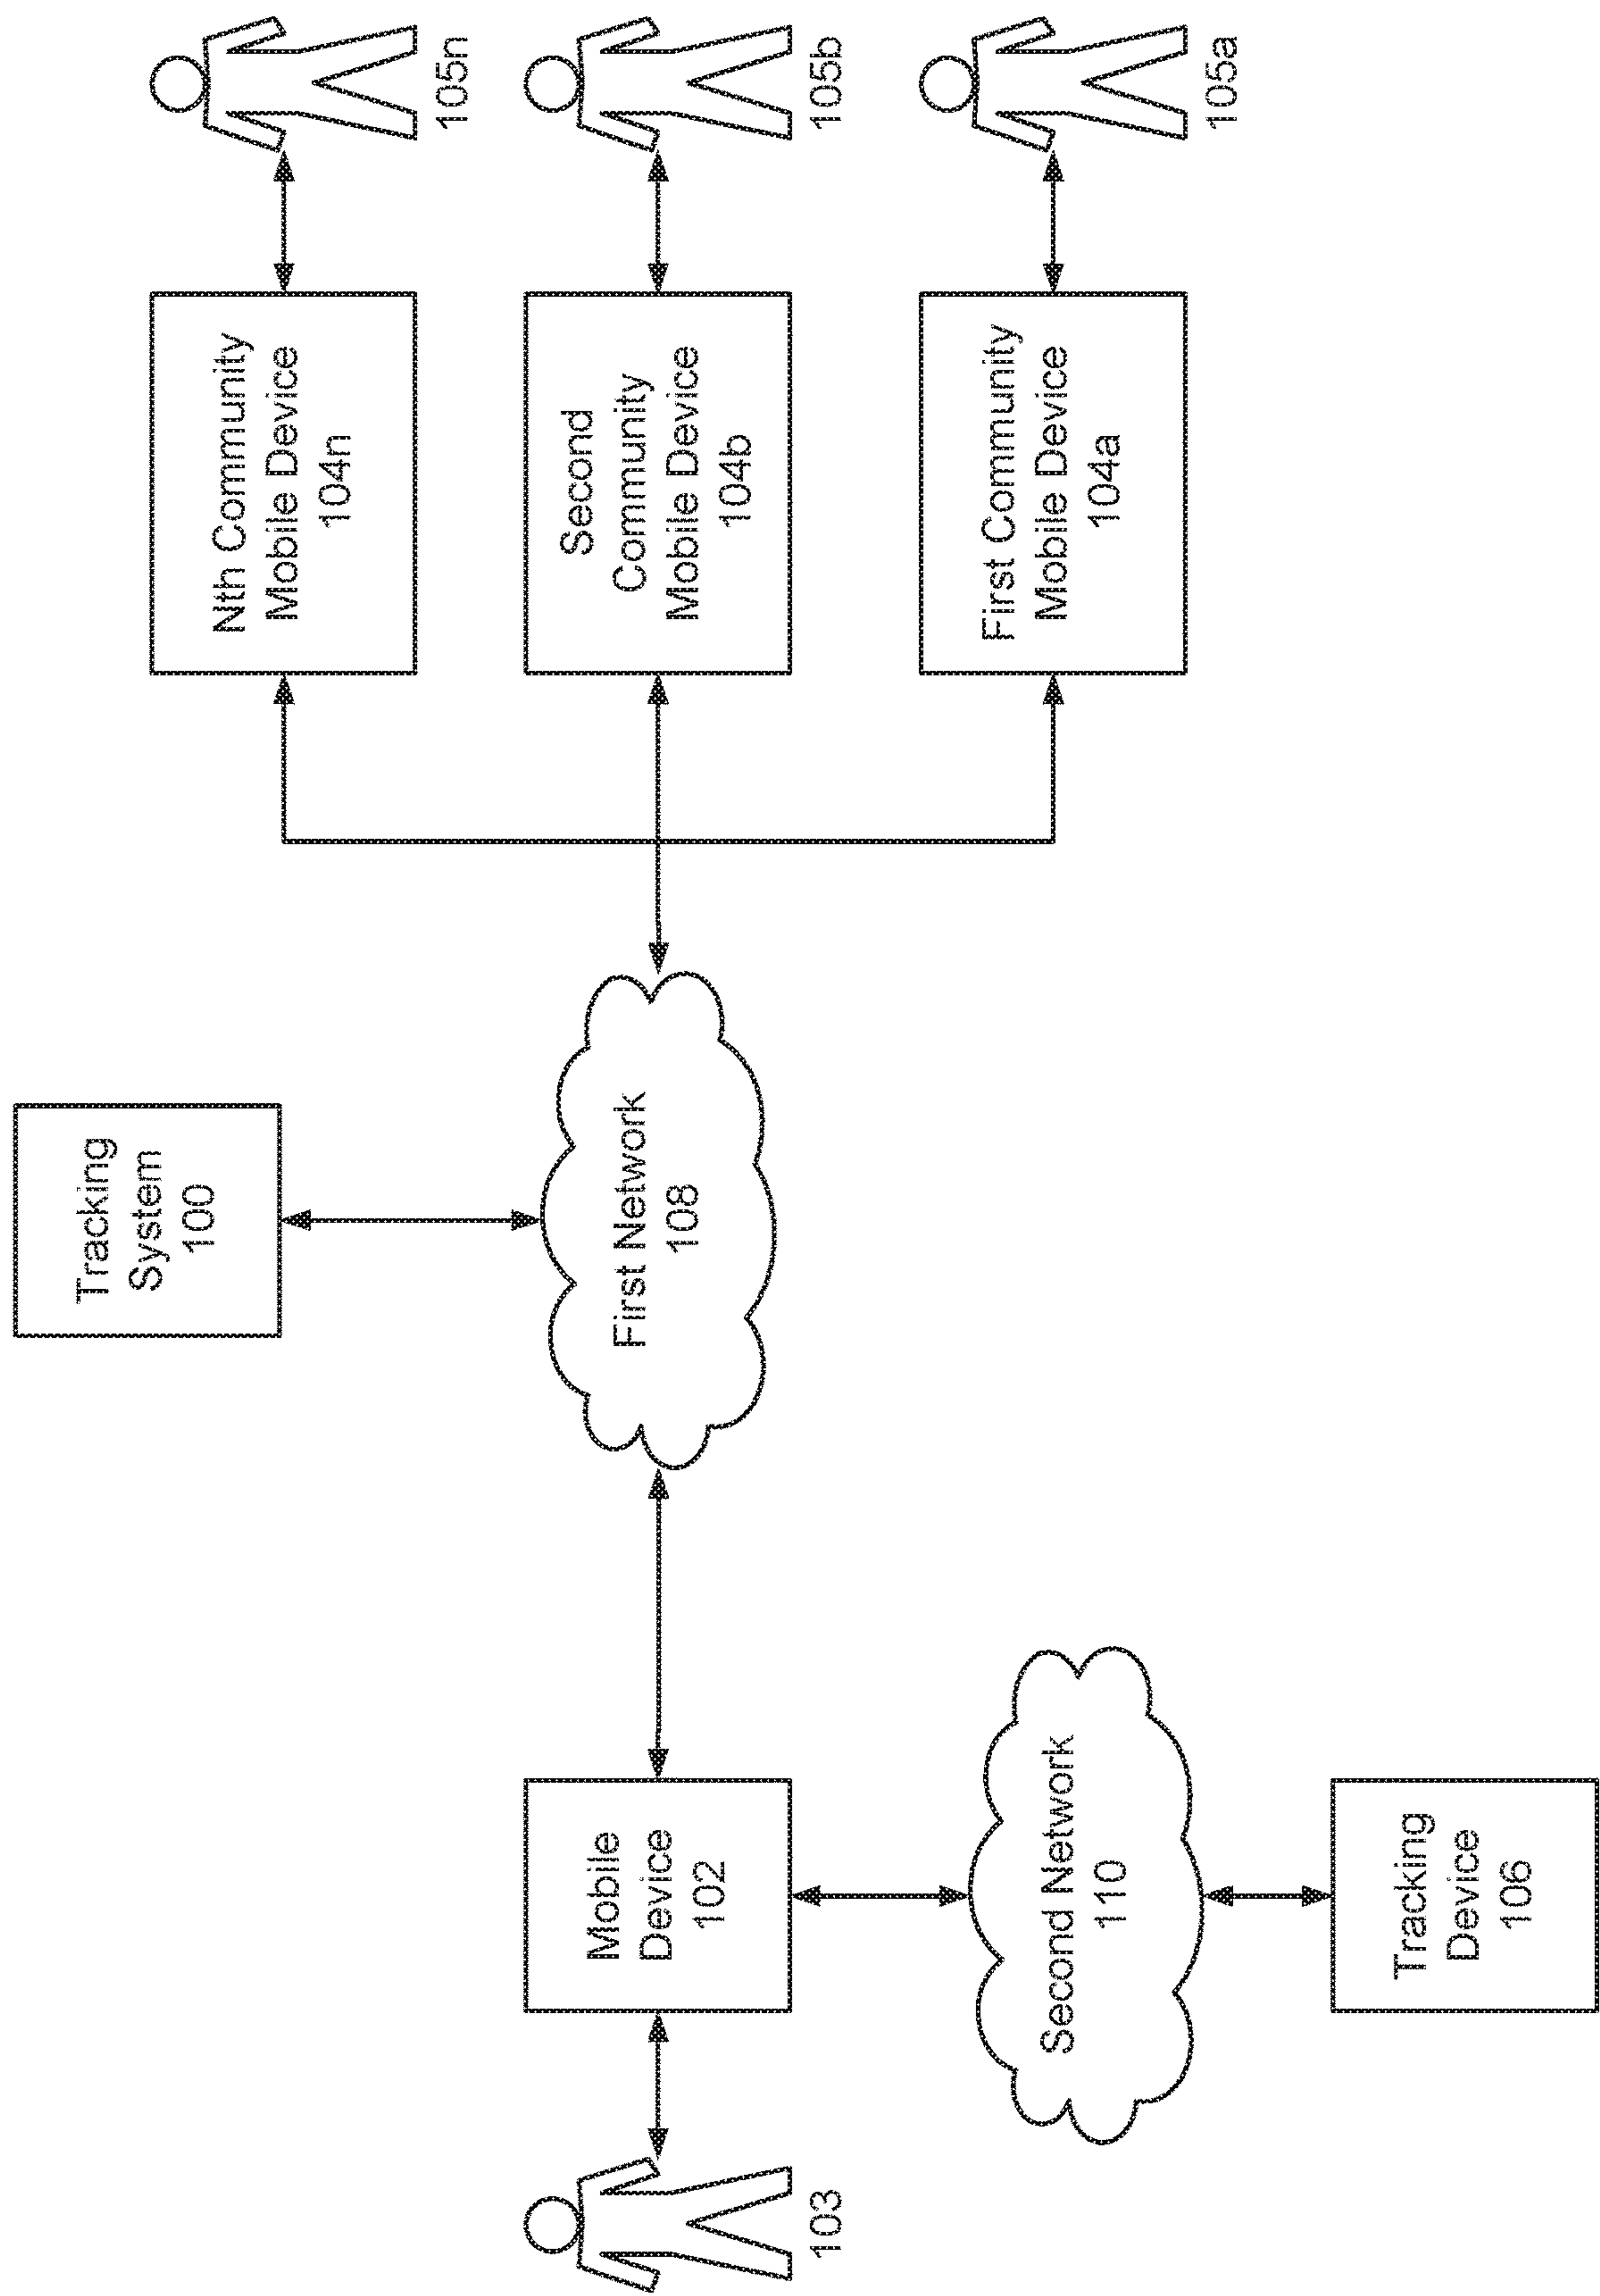 Tracking
System
100
Nth Community
Mobile Device
104n
105n
103
Mobile
Device
102
First Network
108
Second
Community
Mobile Device
104b
105b
Second Network
110
First Community
Mobile Device
104a
105a
Tracking
Device
106